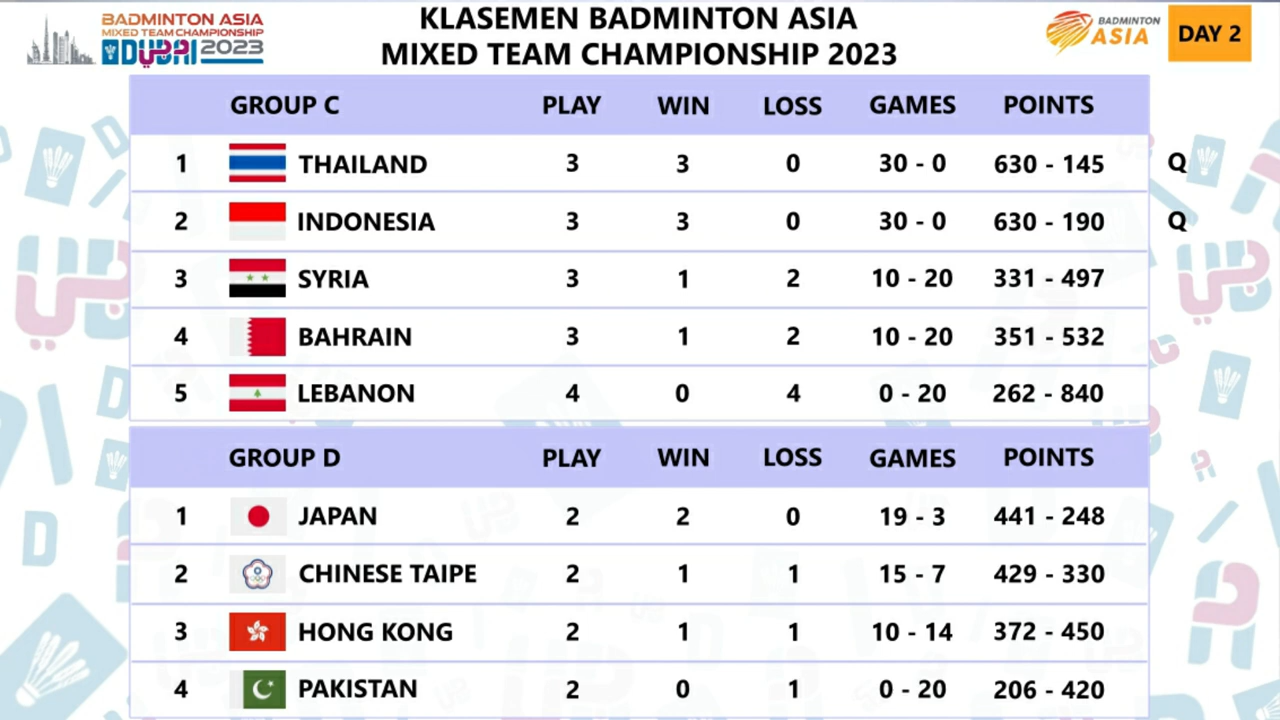 BADMINTON ASIA
MIXED TEAM CHAMPIONSHIP
DUBAI 2023
KLASEMEN BADMINTON ASIA
MIXED TEAM CHAMPIONSHIP 2023
BADMINTON
ASIA
DAY 2
GROUP C PLAY WIN LOSS GAMES POINTS
1 THAILAND 3 3 0 30 - 0 630 - 145 Q
2 INDONESIA 3 3 0 30 - 0 630 - 190 Q
3 SYRIA 3 1 2 10 - 20 331 - 497
4 BAHRAIN 3 1 2 10 - 20 351 - 532
5 LEBANON 4 0 4 0 - 20 262 - 840
GROUP D PLAY WIN LOSS GAMES POINTS
1 JAPAN 2 2 0 19 - 3 441 - 248
2 CHINESE TAIPE 2 1 1 15 - 7 429 - 330
3 HONG KONG 2 1 1 10 - 14 372 - 450
4 PAKISTAN 2 0 1 0 - 20 206 - 420